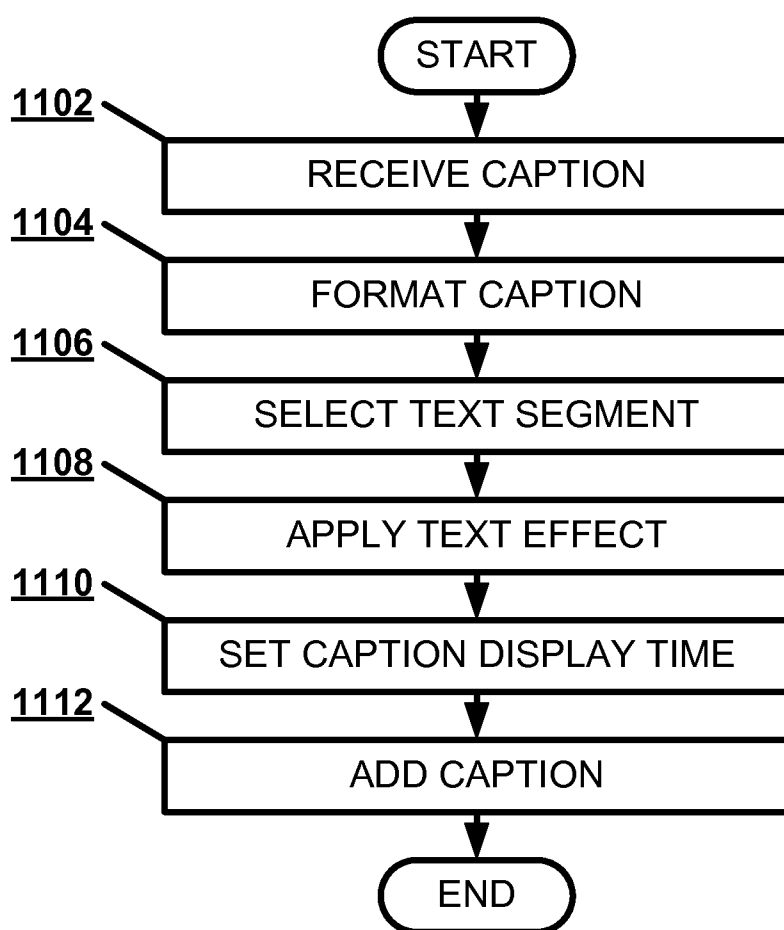 START
1102
RECEIVE CAPTION
1104
FORMAT CAPTION
1106
SELECT TEXT SEGMENT
1108
APPLY TEXT EFFECT
1110
SET CAPTION DISPLAY TIME
1112
ADD CAPTION
END